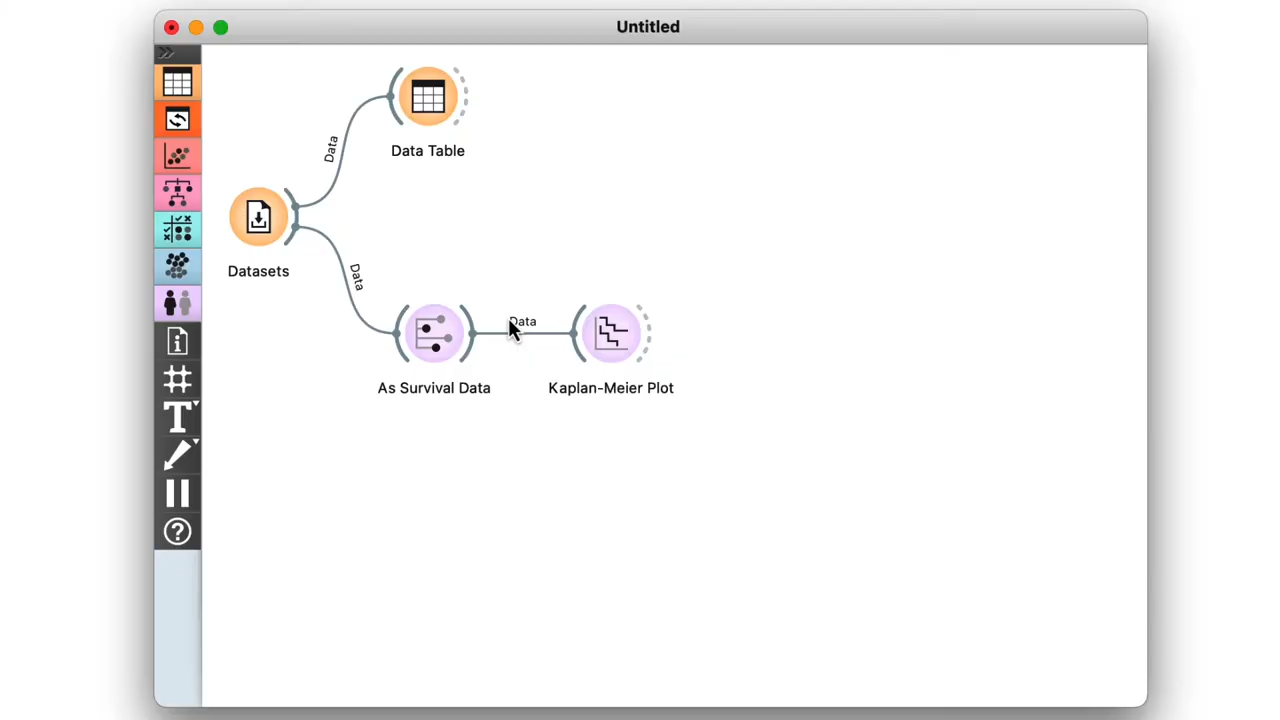 Untitled
Data Table
Data
Datasets
Data
Data
As Survival Data
Kaplan-Meier Plot